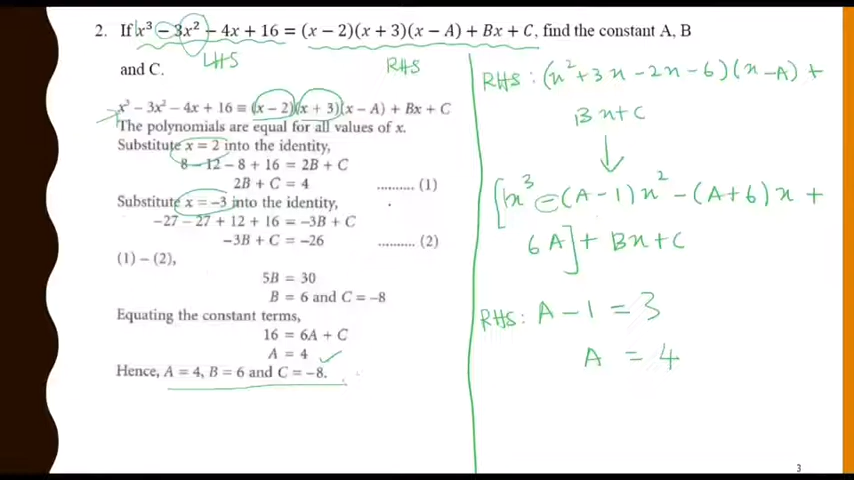 2. If x³ − 3x² − 4x + 16 = (x − 2)(x + 3)(x − A) + Bx + C, find the constant A, B
and C.
LHS
RHS
x³ − 3x² − 4x + 16 ≡ (x − 2)(x + 3)(x − A) + Bx + C
The polynomials are equal for all values of x.
Substitute x = 2 into the identity,
8 − 12 − 8 + 16 = 2B + C
2B + C = 4 .......... (1)
Substitute x = −3 into the identity,
−27 − 27 + 12 + 16 = −3B + C
−3B + C = −26 .......... (2)
(1) − (2),
5B = 30
B = 6 and C = −8
Equating the constant terms,
16 = 6A + C
A = 4
Hence, A = 4, B = 6 and C = −8.
RHS: (x² + 3x − 2x − 6)(x − A) +
Bx + C
[x³ − (A − 1)x² − (A + 6)x +
6A] + Bx + C
RHS: A − 1 = 3
A = 4
3